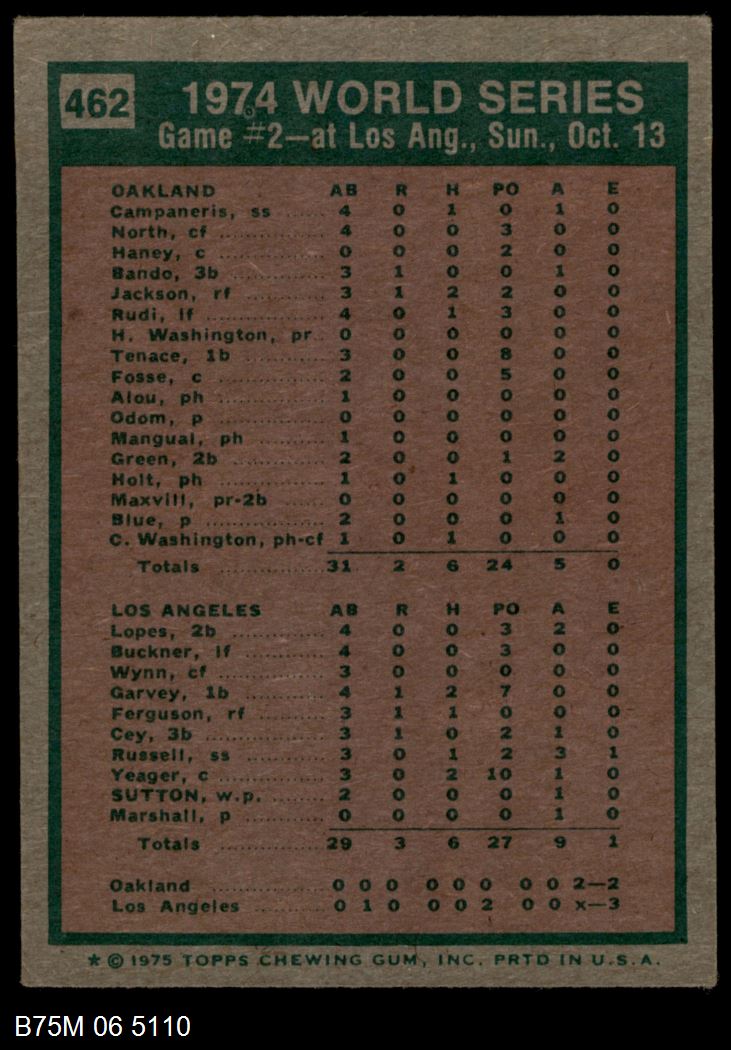 462
1974 WORLD SERIES
Game #2—at Los Ang., Sun., Oct. 13
OAKLAND AB R H PO A E
Campaneris, ss ...... 4 0 1 0 1 0
North, cf ................ 4 0 0 3 0 0
Haney, c ................ 0 0 0 2 0 0
Bando, 3b .............. 3 1 0 0 1 0
Jackson, rf ............. 3 1 2 2 0 0
Rudi, lf .................. 4 0 1 3 0 0
H. Washington, pr .. 0 0 0 0 0 0
Tenace, 1b ............ 3 0 0 8 0 0
Fosse, c ................ 2 0 0 5 0 0
Alou, ph ................ 1 0 0 0 0 0
Odom, p ................ 0 0 0 0 0 0
Mangual, ph .......... 1 0 0 0 0 0
Green, 2b .............. 2 0 0 1 2 0
Holt, ph ................. 1 0 1 0 0 0
Maxvill, pr-2b ........ 0 0 0 0 0 0
Blue, p .................. 2 0 0 0 1 0
C. Washington, ph-cf 1 0 1 0 0 0
Totals ................ 31 2 6 24 5 0
LOS ANGELES AB R H PO A E
Lopes, 2b .............. 4 0 0 3 2 0
Buckner, lf ............. 4 0 0 3 0 0
Wynn, cf ................ 3 0 0 0 0 0
Garvey, 1b ............. 4 1 2 7 0 0
Ferguson, rf .......... 3 1 1 0 0 0
Cey, 3b ................. 3 1 0 2 1 0
Russell, ss ............. 3 0 1 2 3 1
Yeager, c ............... 3 0 2 10 1 0
SUTTON, w.p. ......... 2 0 0 0 1 0
Marshall, p ............ 0 0 0 0 1 0
Totals ................ 29 3 6 27 9 1
Oakland ................ 0 0 0 0 0 0 0 0 2—2
Los Angeles .......... 0 1 0 0 0 2 0 0 x—3
* © 1975 TOPPS CHEWING GUM, INC. PRTD IN U.S.A.
B75M 06 5110